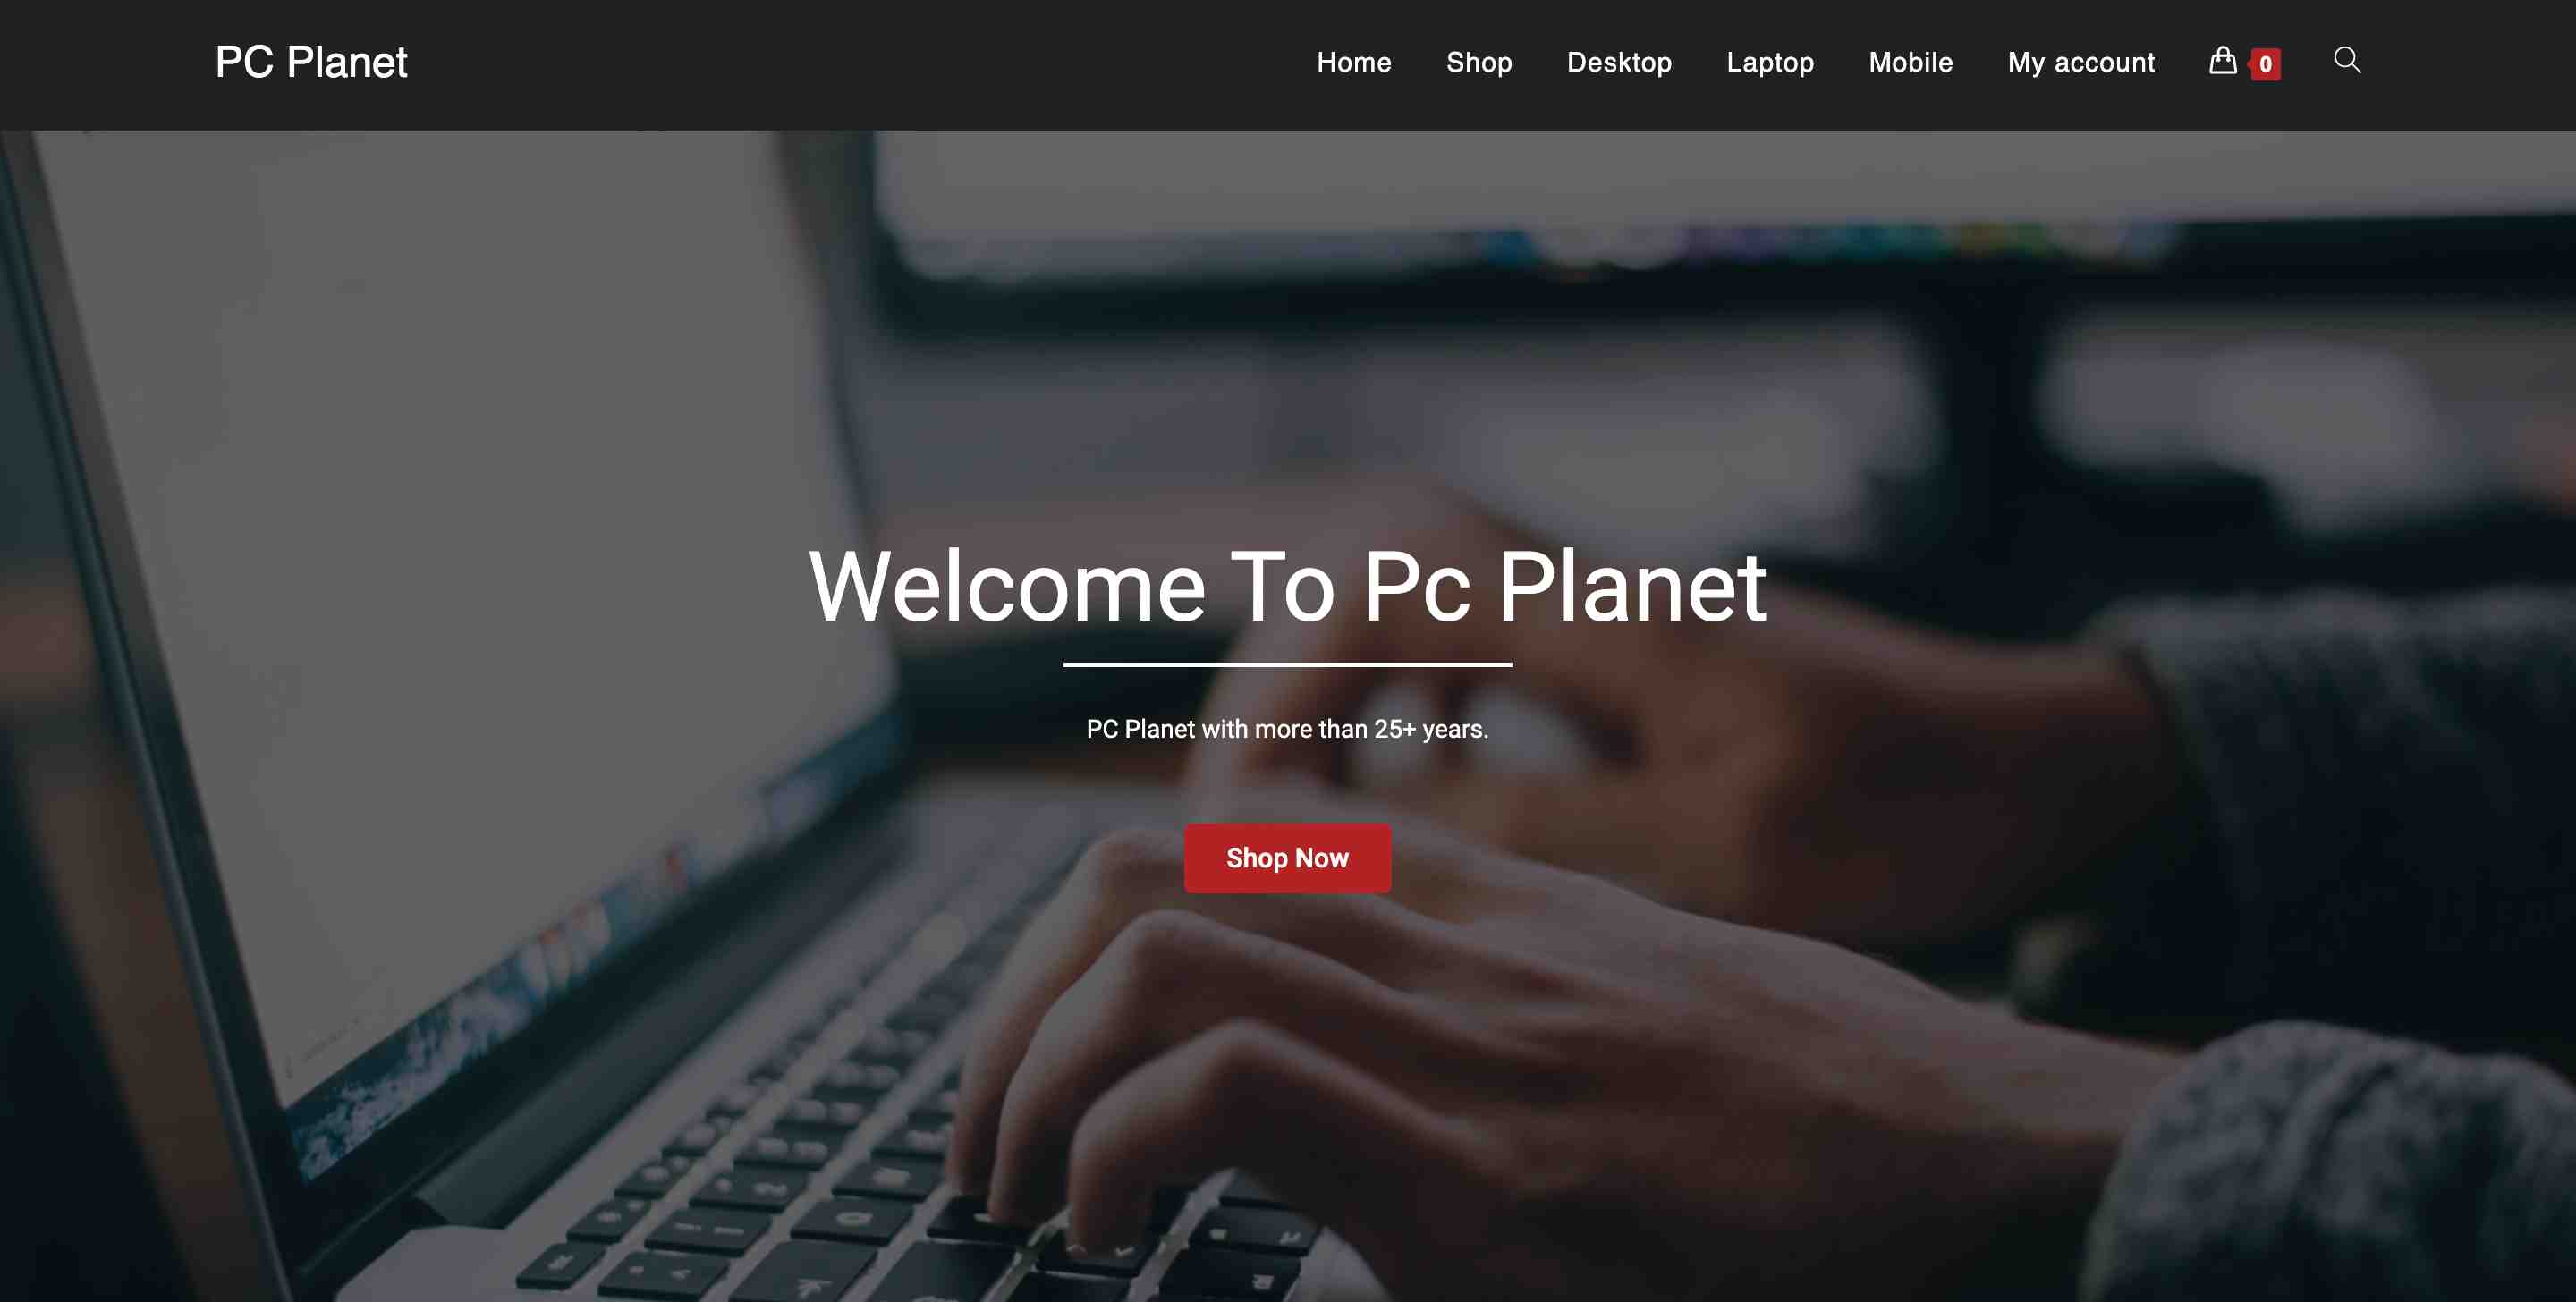 PC Planet
Home Shop Desktop Laptop Mobile My account 0
Welcome To Pc Planet
PC Planet with more than 25+ years.
Shop Now